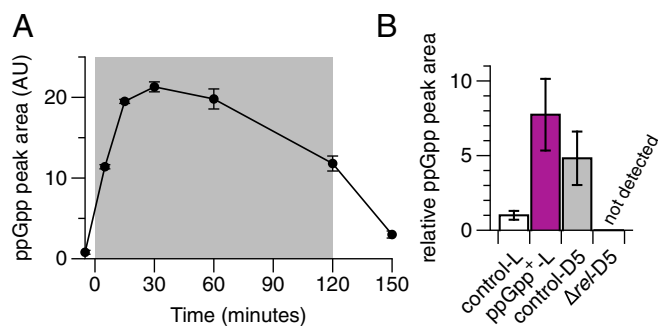 A
ppGpp peak area (AU)
20
10
0
0 30 60 90 120 150
Time (minutes)
B
relative ppGpp peak area
10
5
0
not detected
control-L
ppGpp⁺-L
control-D5
Δrel-D5